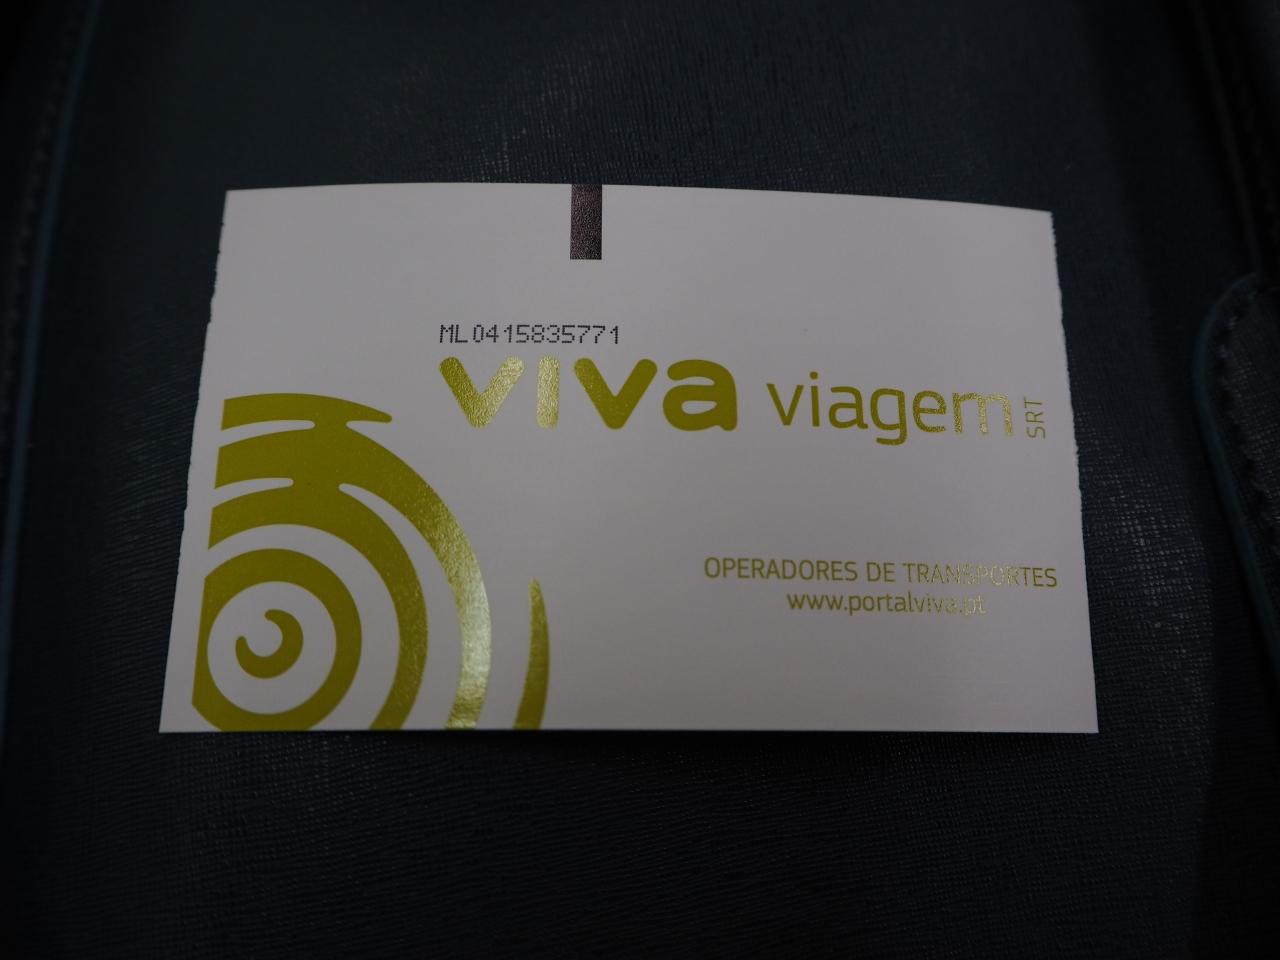 ML0415835771
viva viagem SRT
OPERADORES DE TRANSPORTES
www.portalviva.pt